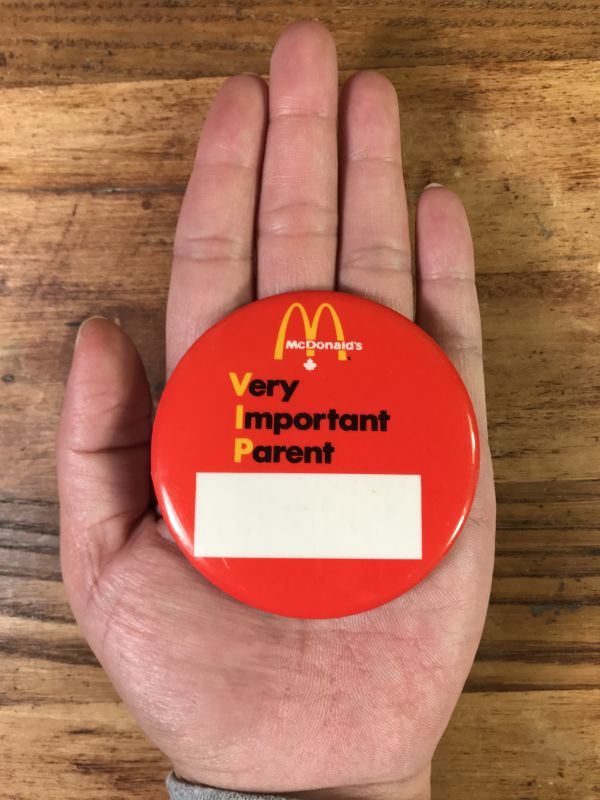 McDonald's
Very
Important
Parent